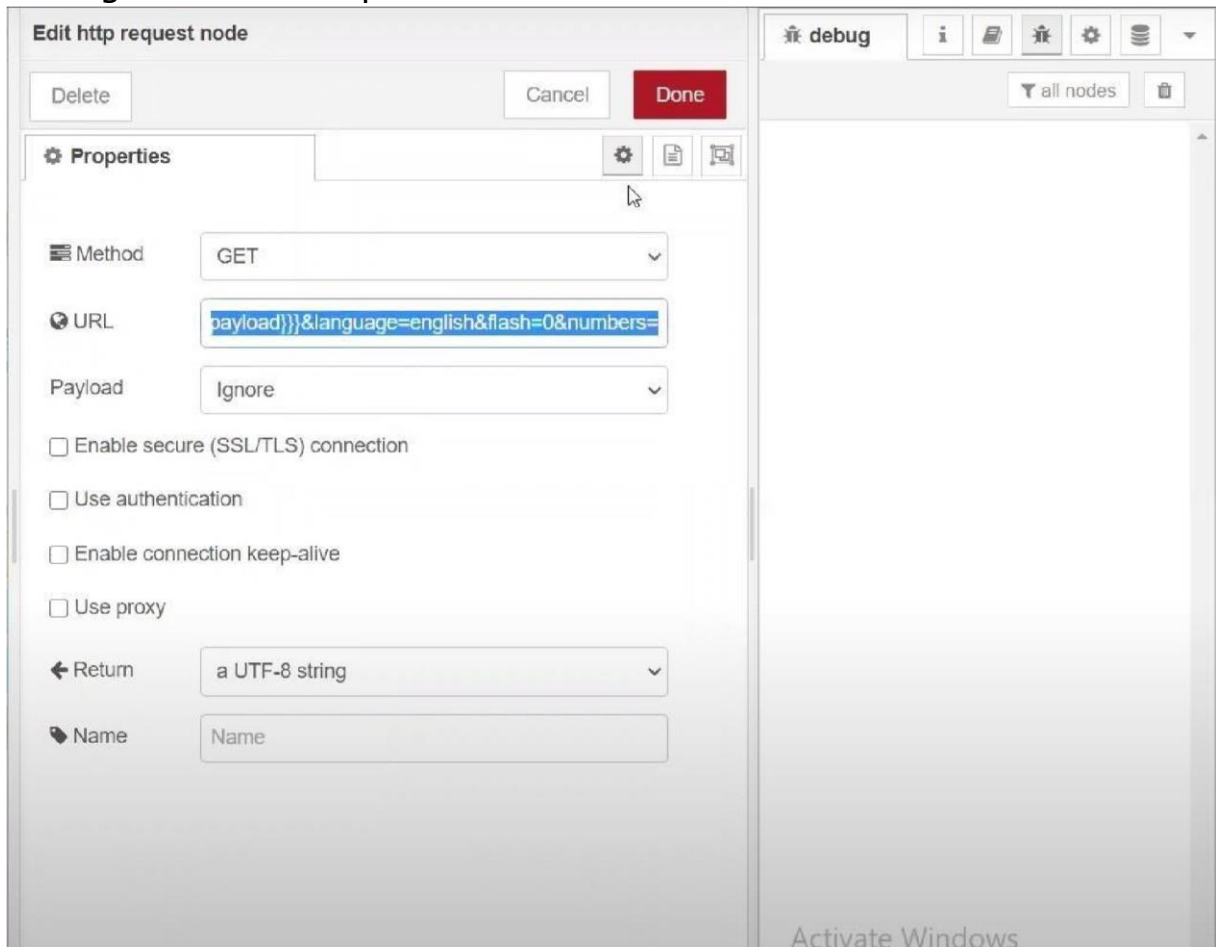 Edit http request node
debug
i
Delete
Cancel
Done
all nodes
Properties
Method
GET
URL
payload}}}&language=english&flash=0&numbers=
Payload
Ignore
Enable secure (SSL/TLS) connection
Use authentication
Enable connection keep-alive
Use proxy
Return
a UTF-8 string
Name
Name
Activate Windows